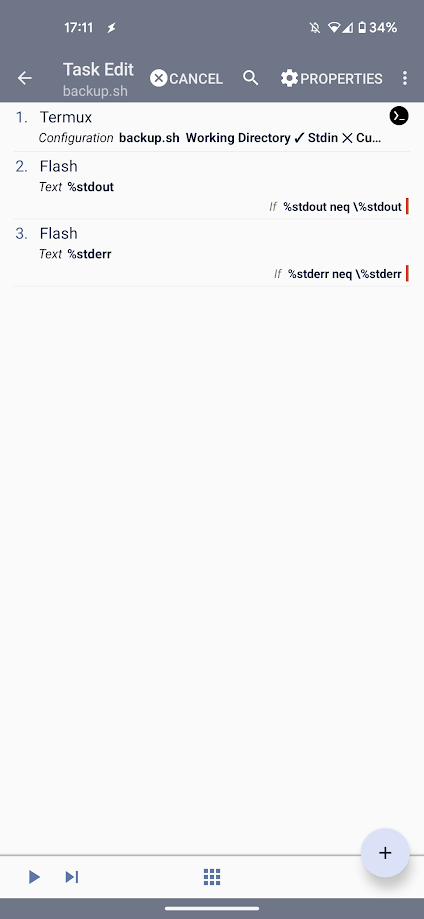 17:11 34%
Task Edit CANCEL PROPERTIES
backup.sh
1. Termux
Configuration backup.sh Working Directory ✓ Stdin ✕ Cu...
2. Flash
Text %stdout
If %stdout neq \%stdout
3. Flash
Text %stderr
If %stderr neq \%stderr